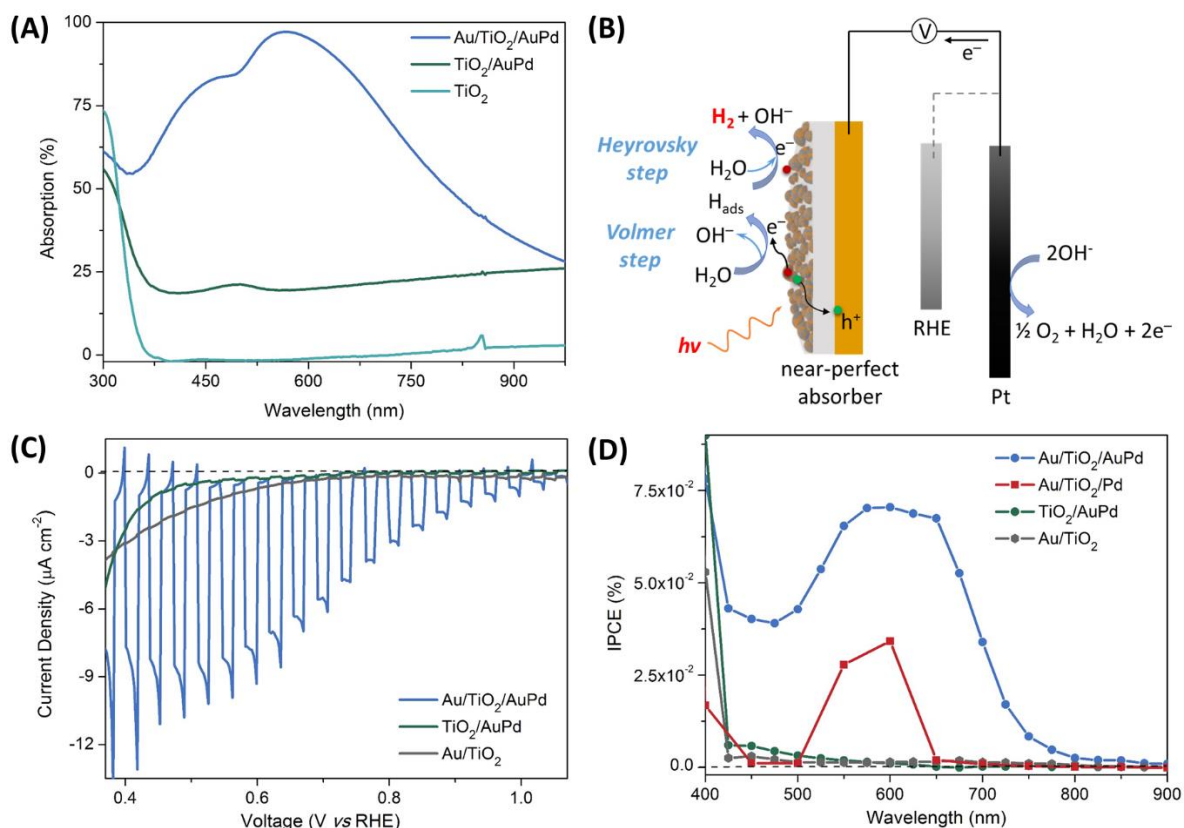 (A)
100
75
50
25
0
Absorption (%)
Au/TiO₂/AuPd
TiO₂/AuPd
TiO₂
300 450 600 750 900
Wavelength (nm)
(B)
V
e⁻
H₂ + OH⁻
Heyrovsky
step
e⁻
H₂O
H_ads
Volmer
step
OH⁻
e⁻
H₂O
hν
h⁺
near-perfect
absorber
RHE
Pt
2OH⁻
½ O₂ + H₂O + 2e⁻
(C)
0
-3
-6
-9
-12
Current Density (μA cm⁻²)
Au/TiO₂/AuPd
TiO₂/AuPd
Au/TiO₂
0.4 0.6 0.8 1.0
Voltage (V vs RHE)
(D)
7.5x10⁻²
5.0x10⁻²
2.5x10⁻²
0.0
IPCE (%)
Au/TiO₂/AuPd
Au/TiO₂/Pd
TiO₂/AuPd
Au/TiO₂
400 500 600 700 800 900
Wavelength (nm)